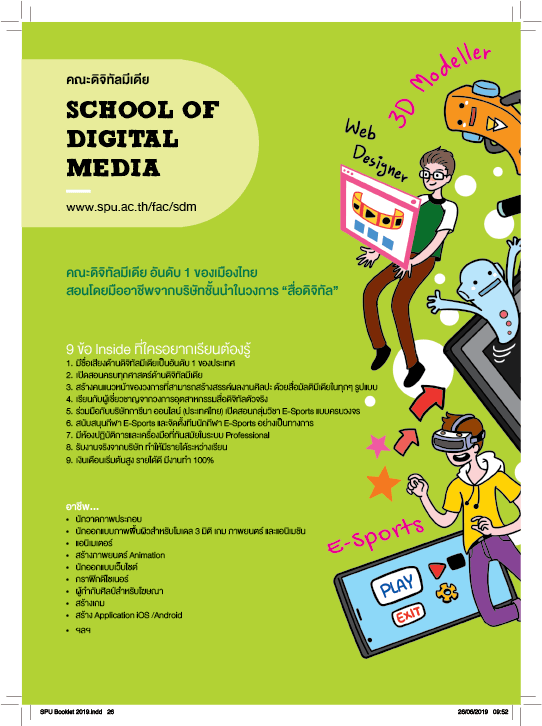 คณะดิจิทัลมีเดีย
SCHOOL OF
DIGITAL
MEDIA
www.spu.ac.th/fac/sdm
3D Modeller
Web
Designer
คณะดิจิทัลมีเดีย อันดับ 1 ของเมืองไทย
สอนโดยมืออาชีพจากบริษัทชั้นนำในวงการ “สื่อดิจิทัล”
9 ข้อ Inside ที่ใครอยากเรียนต้องรู้
1. มีชื่อเสียงด้านดิจิทัลมีเดียเป็นอันดับ 1 ของประเทศ
2. เปิดสอนครบทุกศาสตร์ด้านดิจิทัลมีเดีย
3. สร้างคนแนวหน้าของวงการที่สามารถสร้างสรรค์ผลงานศิลปะ ด้วยสื่อมัลติมีเดียในทุกๆ รูปแบบ
4. เรียนกับผู้เชี่ยวชาญจากวงการอุตสาหกรรมสื่อดิจิทัลตัวจริง
5. ร่วมมือกับบริษัทการีนา ออนไลน์ (ประเทศไทย) เปิดสอนกลุ่มวิชา E-Sports แบบครบวงจร
6. สนับสนุนกีฬา E-Sports และจัดตั้งทีมนักกีฬา E-Sports อย่างเป็นทางการ
7. มีห้องปฏิบัติการและเครื่องมือที่ทันสมัยในระบบ Professional
8. รับงานจริงจากบริษัท ทำให้มีรายได้ระหว่างเรียน
9. เงินเดือนเริ่มต้นสูง รายได้ดี มีงานทำ 100%
อาชีพ...
• นักวาดภาพประกอบ
• นักออกแบบภาพพื้นผิวสำหรับโมเดล 3 มิติ เกม ภาพยนตร์ และแอนิเมชัน
• แอนิเมเตอร์
• สร้างภาพยนตร์ Animation
• นักออกแบบเว็บไซต์
• กราฟิกดีไซเนอร์
• ผู้กำกับศิลป์สำหรับโฆษณา
• สร้างเกม
• สร้าง Application iOS /Android
• ฯลฯ
E-Sports
PLAY
EXIT
SPU Booklet 2019.indd 26
26/06/2019 09:52